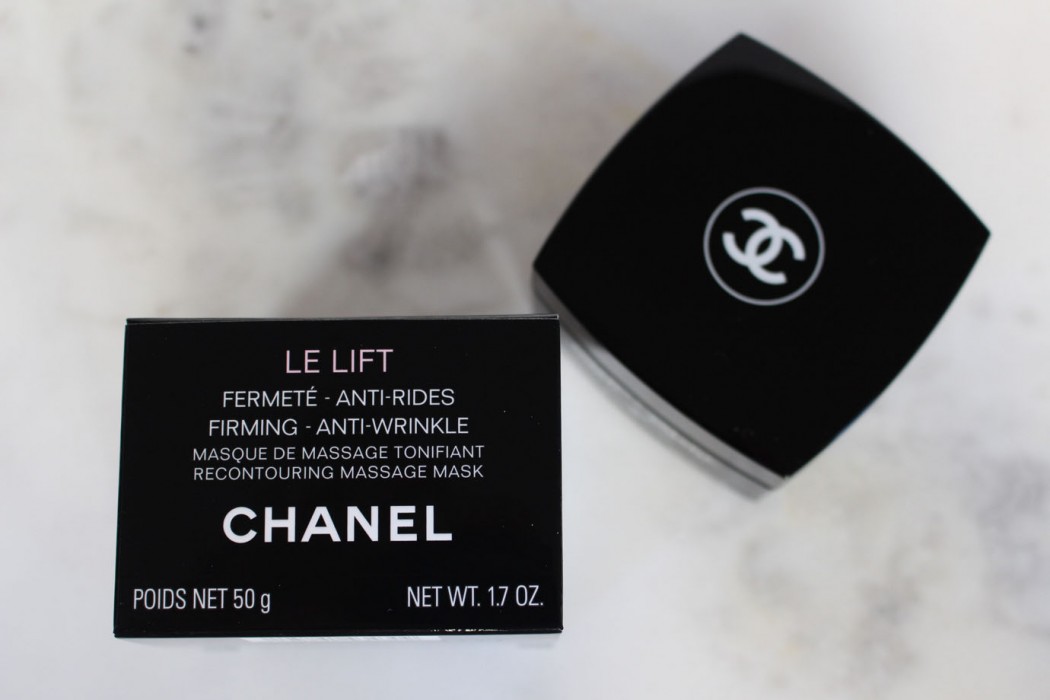 LE LIFT
FERMETÉ - ANTI-RIDES
FIRMING - ANTI-WRINKLE
MASQUE DE MASSAGE TONIFIANT
RECONTOURING MASSAGE MASK
CHANEL
POIDS NET 50 g NET WT. 1.7 OZ.